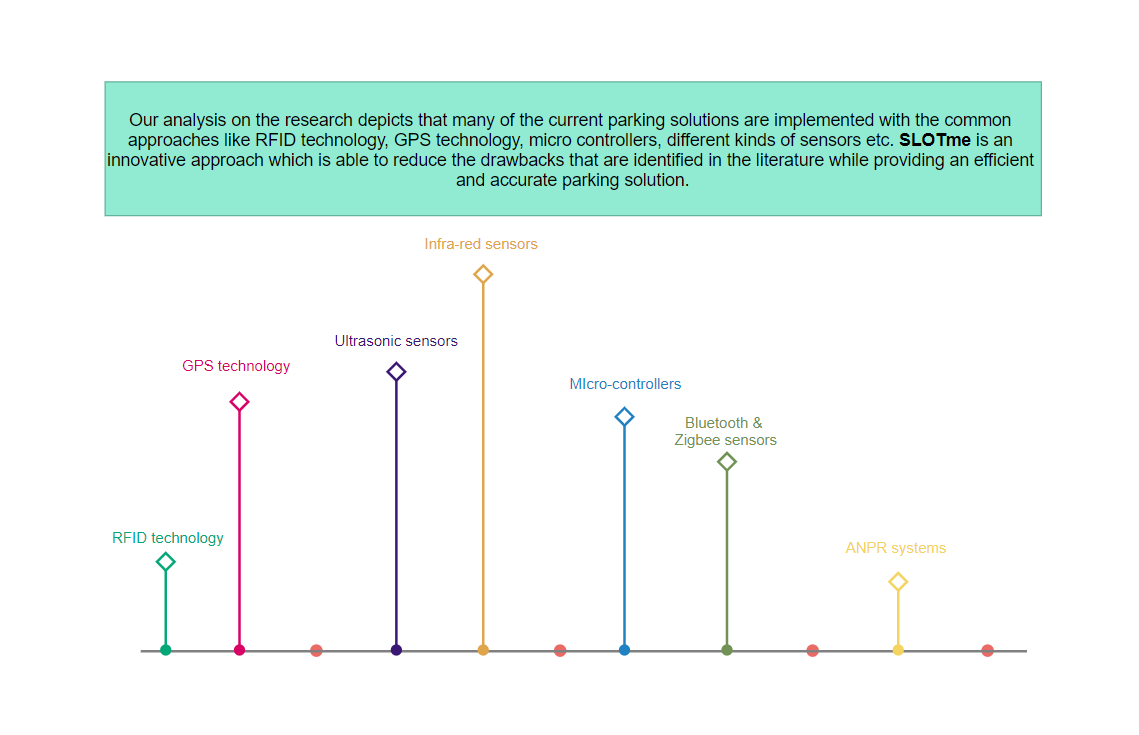 Our analysis on the research depicts that many of the current parking solutions are implemented with the common
approaches like RFID technology, GPS technology, micro controllers, different kinds of sensors etc. SLOTme is an
innovative approach which is able to reduce the drawbacks that are identified in the literature while providing an efficient
and accurate parking solution.
Infra-red sensors
Ultrasonic sensors
GPS technology
MIcro-controllers
Bluetooth &
Zigbee sensors
RFID technology
ANPR systems